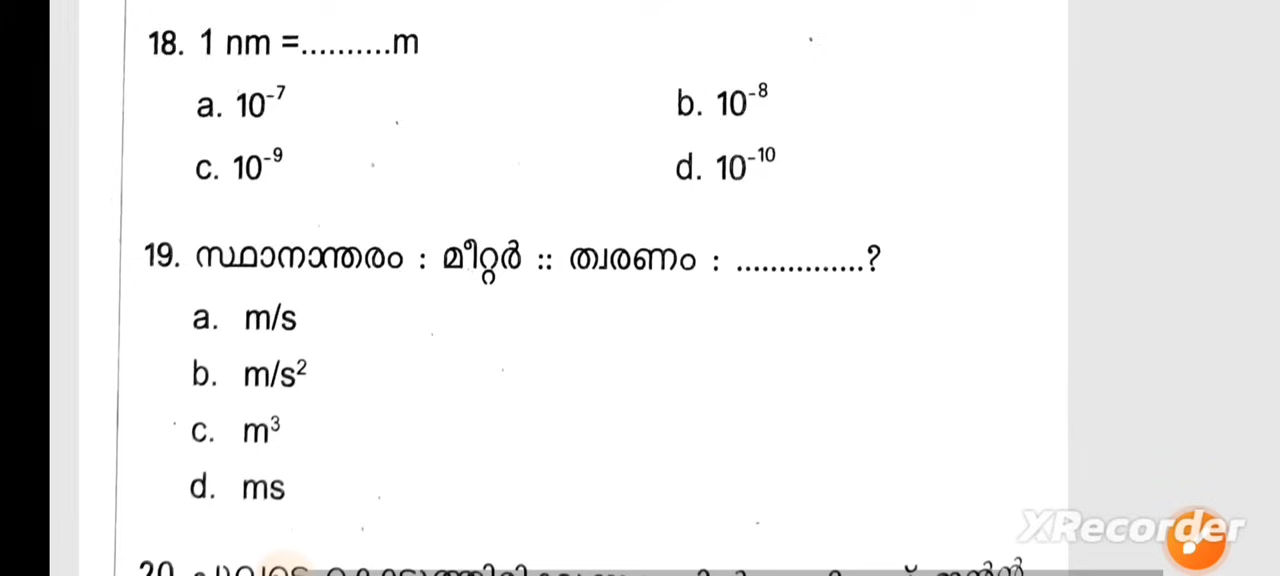 18. 1 nm =..........m
a. 10⁻⁷ b. 10⁻⁸
c. 10⁻⁹ d. 10⁻¹⁰
19. സ്ഥാനാന്തരം : മീറ്റർ :: ത്വരണം : ...............?
a. m/s
b. m/s²
c. m³
d. ms
20
XRecorder